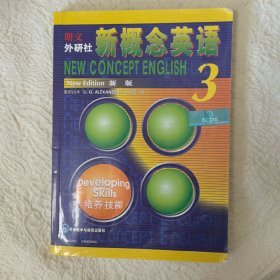 朗文
外研社
新概念英语
NEW CONCEPT ENGLISH
New Edition 新版
3
L. G. ALEXANDER
Developing
Skills
培养技能
外语教学与研究出版社